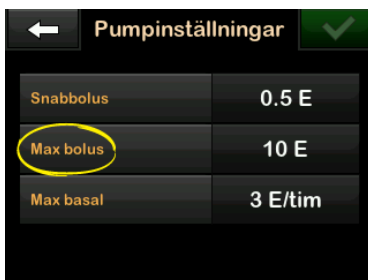 Pumpinställningar
Snabbolus 0.5 E
Max bolus 10 E
Max basal 3 E/tim